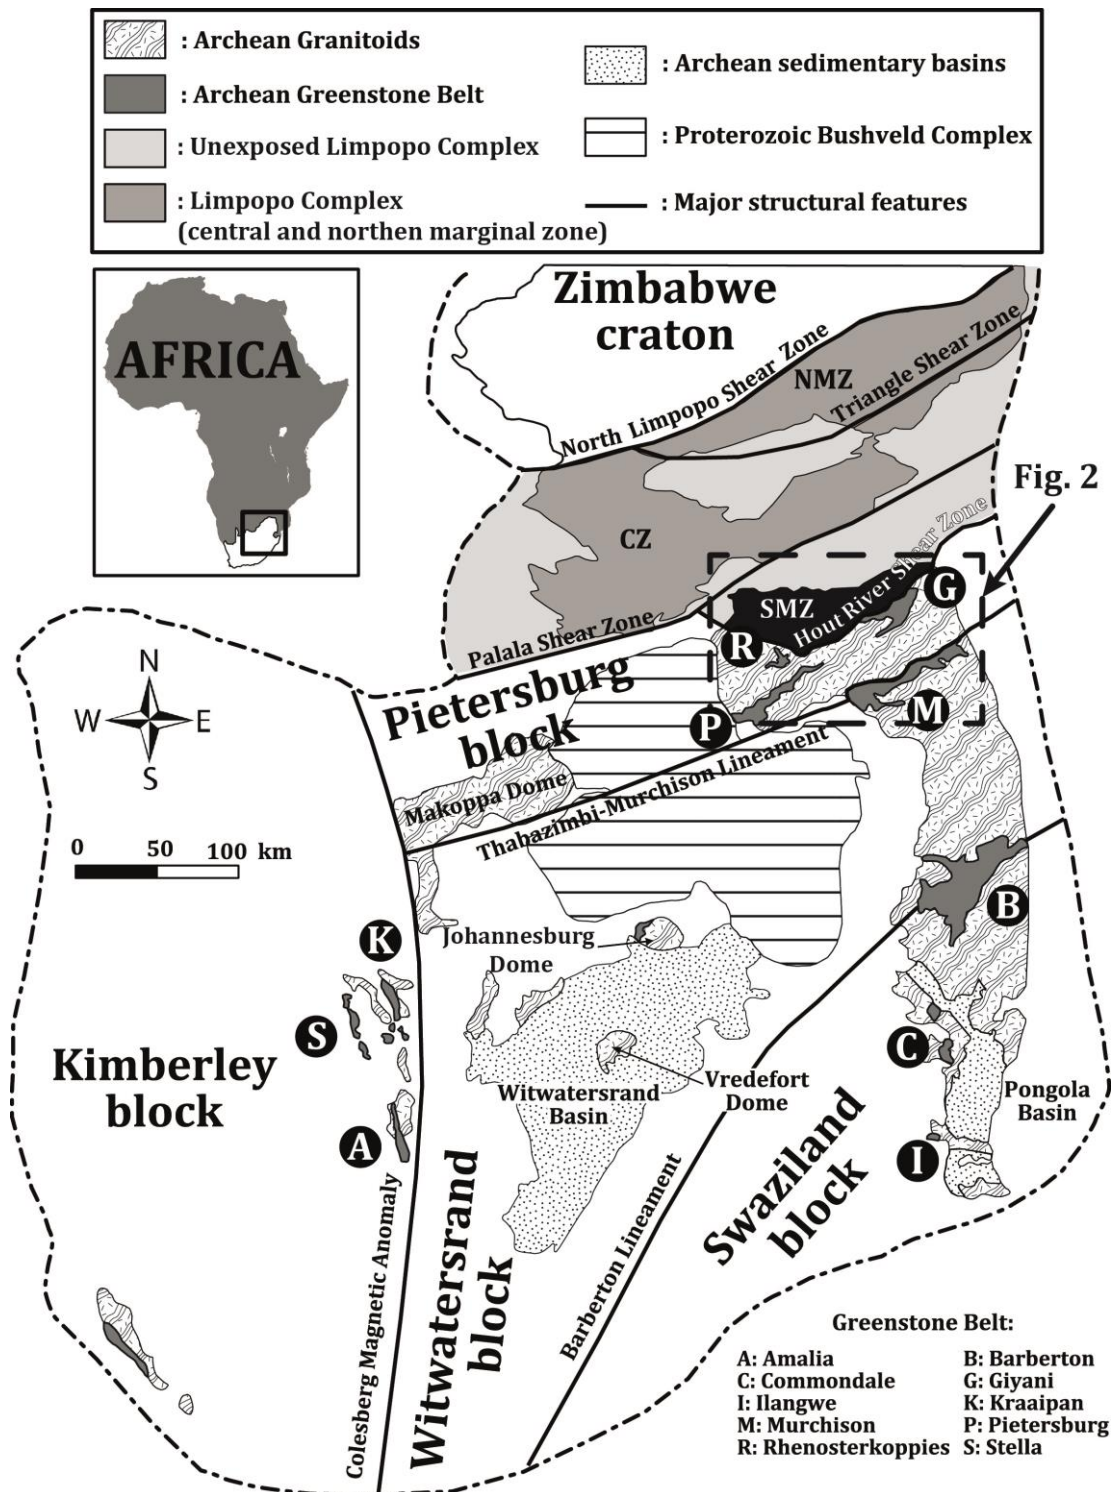 : Archean Granitoids
: Archean Greenstone Belt
: Unexposed Limpopo Complex
: Limpopo Complex
(central and northen marginal zone)
: Archean sedimentary basins
: Proterozoic Bushveld Complex
: Major structural features
AFRICA
Zimbabwe
craton
North Limpopo Shear Zone
NMZ
Triangle Shear Zone
Fig. 2
CZ
SMZ
Hout River Shear Zone
G
R
Palala Shear Zone
Pietersburg
block
P
M
N
W
E
S
Makoppa Dome
Thabazimbi-Murchison Lineament
0 50 100 km
B
K
Johannesburg
Dome
S
C
Kimberley
block
Vredefort
Dome
Witwatersrand
Basin
Pongola
Basin
A
I
Swaziland
block
Witwatersrand
block
Barberton Lineament
Colesberg Magnetic Anomaly
Greenstone Belt:
A: Amalia
B: Barberton
C: Commondale
G: Giyani
I: Ilangwe
K: Kraaipan
M: Murchison
P: Pietersburg
R: Rhenosterkoppies
S: Stella